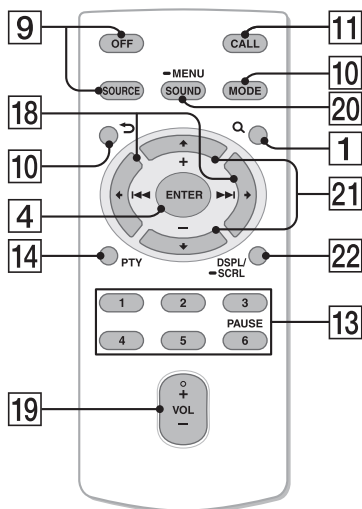 9
11
OFF
CALL
MENU
10
SOURCE
SOUND
MODE
18
20
10
1
+
4
ENTER
21
−
14
PTY
DSPL/
SCRL
22
1
2
3
PAUSE
13
4
5
6
19
+
VOL
−